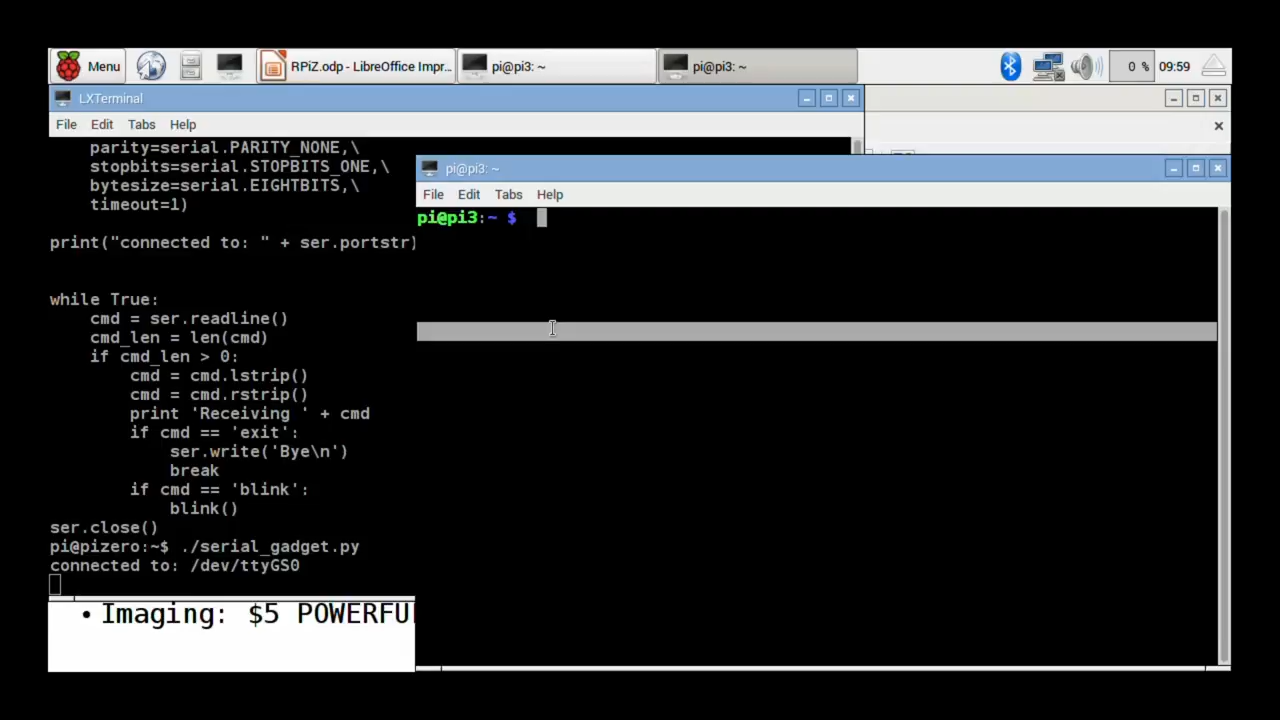 Menu
RPiZ.odp - LibreOffice Impr...
pi@pi3: ~
pi@pi3: ~
0 %
09:59
LXTerminal
File Edit Tabs Help
parity=serial.PARITY_NONE,\
stopbits=serial.STOPBITS_ONE,\
bytesize=serial.EIGHTBITS,\
timeout=1)
print("connected to: " + ser.portstr)
while True:
cmd = ser.readline()
cmd_len = len(cmd)
if cmd_len > 0:
cmd = cmd.lstrip()
cmd = cmd.rstrip()
print 'Receiving ' + cmd
if cmd == 'exit':
ser.write('Bye\n')
break
if cmd == 'blink':
blink()
ser.close()
pi@pizero:~$ ./serial_gadget.py
connected to: /dev/ttyGS0
• Imaging: $5 POWERFU
pi@pi3: ~
File Edit Tabs Help
pi@pi3:~ $